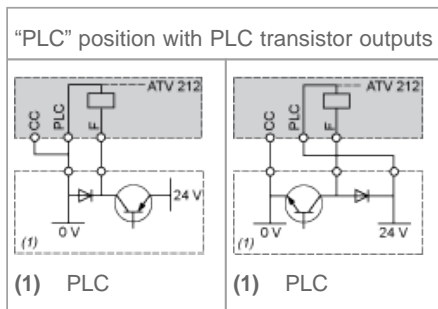 “PLC” position with PLC transistor outputs
ATV 212
CC
PLC
F
24 V
0 V
(1)
(1) PLC
ATV 212
CC
PLC
F
0 V
24 V
(1)
(1) PLC